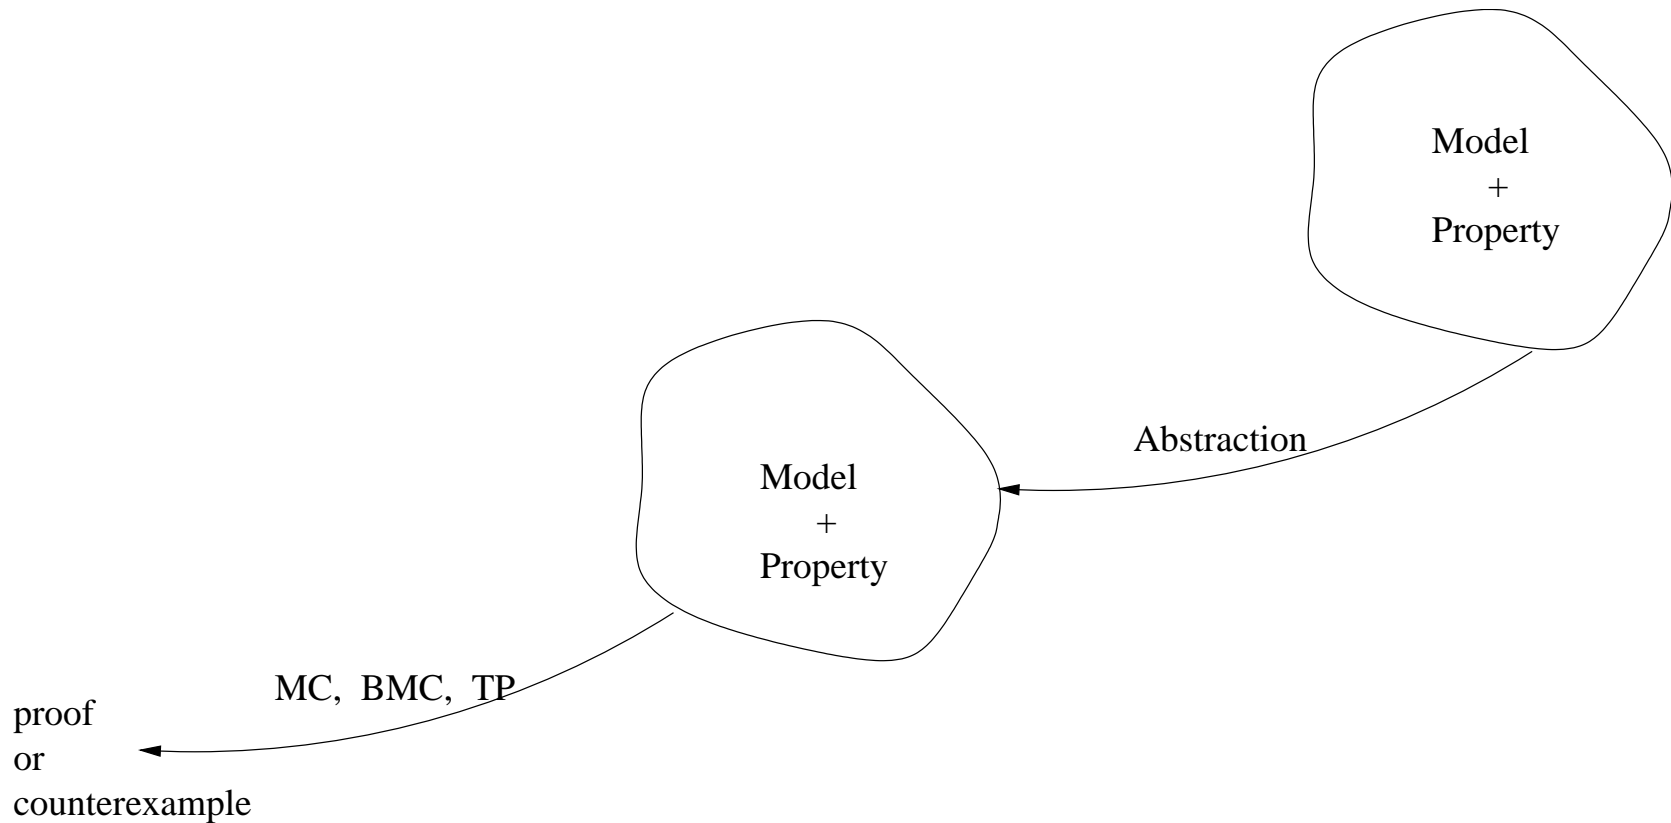 Model
+
Property
Abstraction
Model
+
Property
MC, BMC, TP
proof
or
counterexample